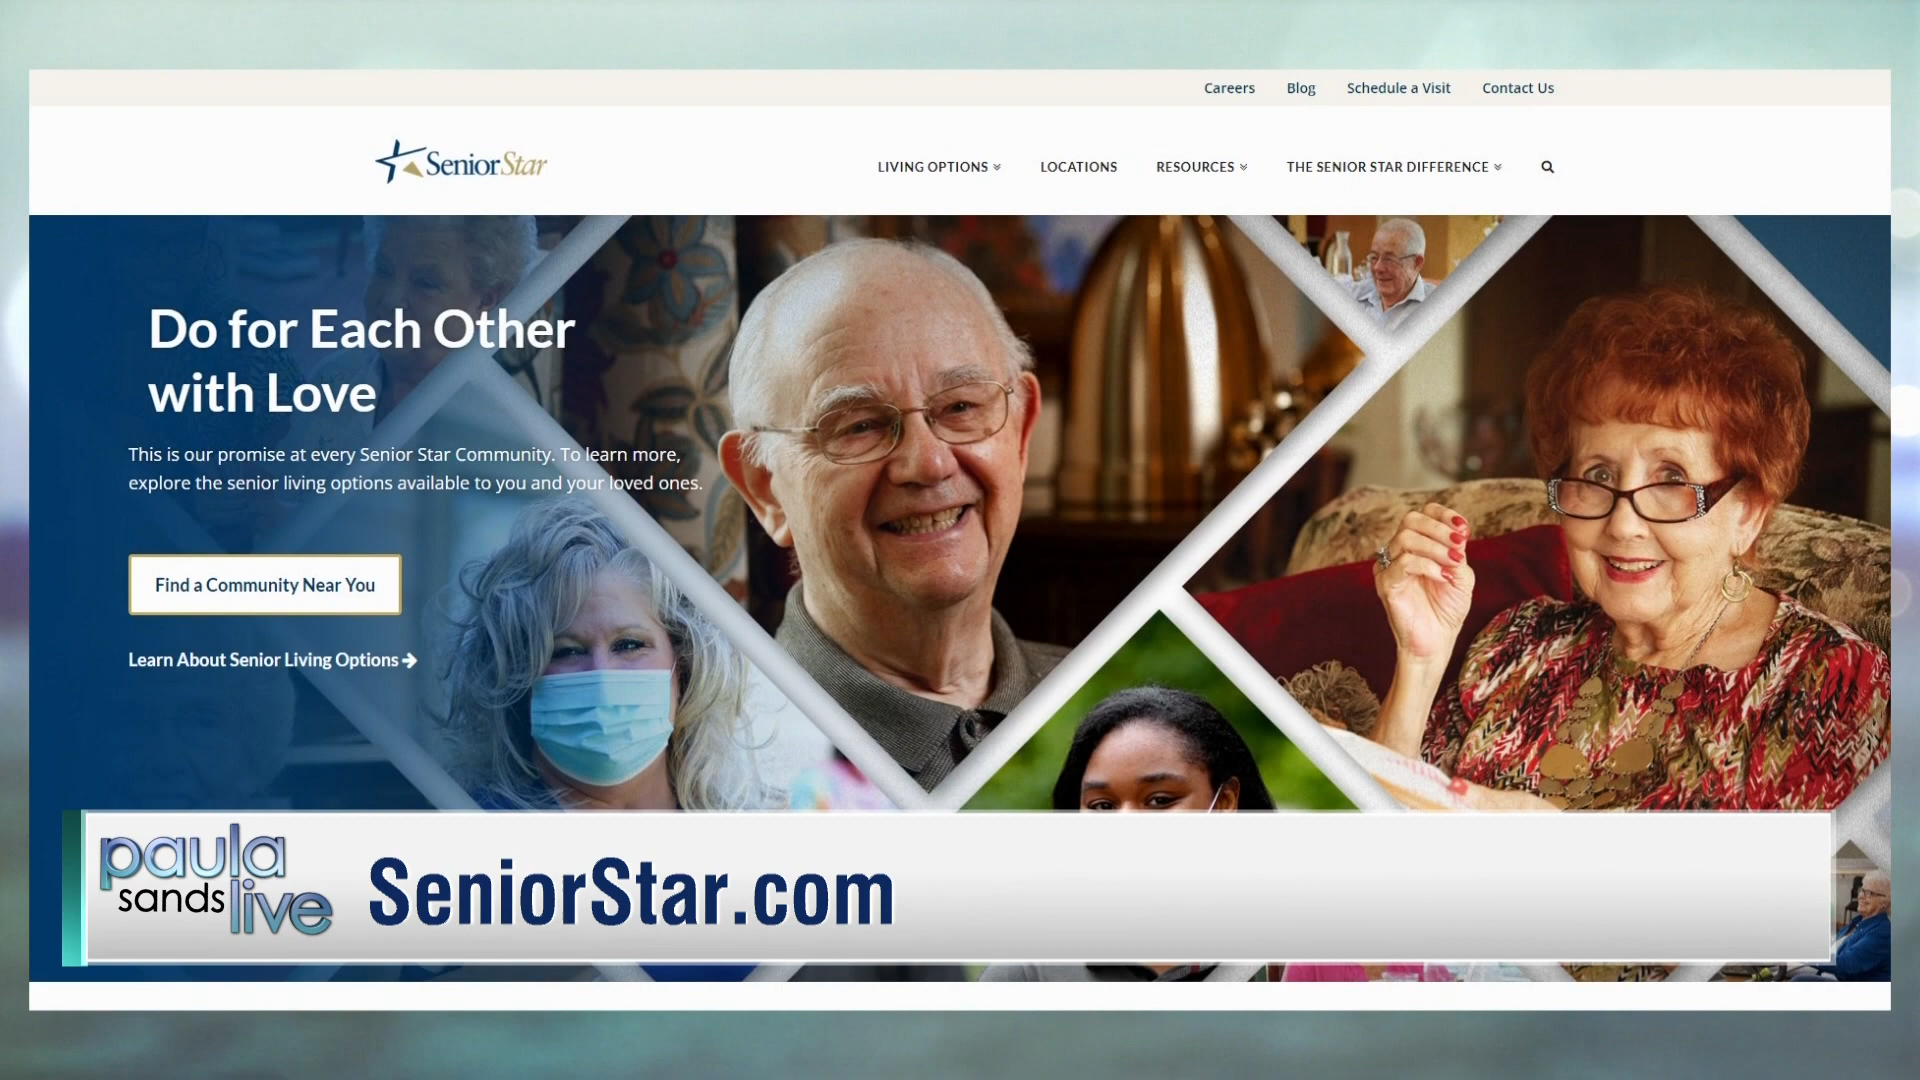 Careers Blog Schedule a Visit Contact Us
SeniorStar
LIVING OPTIONS LOCATIONS RESOURCES THE SENIOR STAR DIFFERENCE
Do for Each Other
with Love
This is our promise at every Senior Star Community. To learn more,
explore the senior living options available to you and your loved ones.
Find a Community Near You
Learn About Senior Living Options
paula
sands live
SeniorStar.com